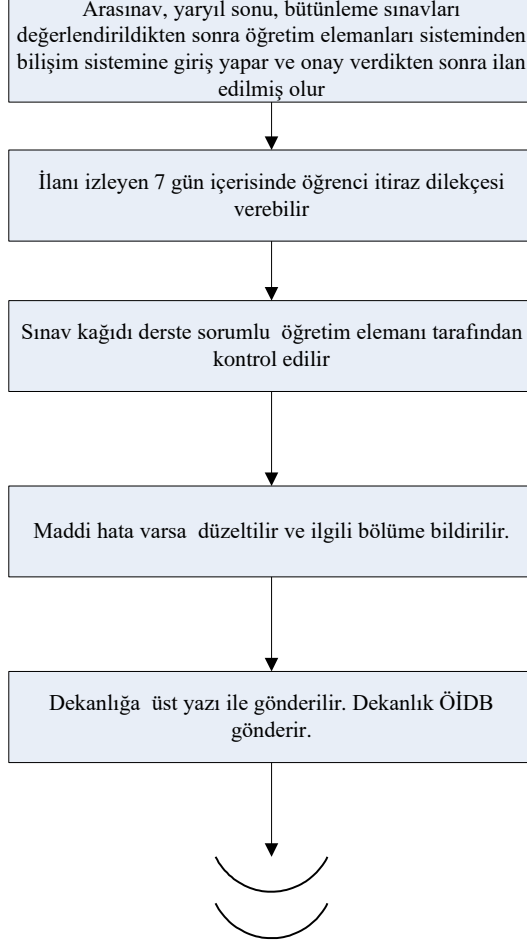 Arasınav, yaryıl sonu, bütünleme sınavları
değerlendirildikten sonra öğretim elemanları sisteminden
bilişim sistemine giriş yapar ve onay verdikten sonra ilan
edilmiş olur
İlanı izleyen 7 gün içerisinde öğrenci itiraz dilekçesi
verebilir
Sınav kağıdı derste sorumlu öğretim elemanı tarafından
kontrol edilir
Maddi hata varsa düzeltilir ve ilgili bölüme bildirilir.
Dekanlığa üst yazı ile gönderilir. Dekanlık ÖİDB
gönderir.